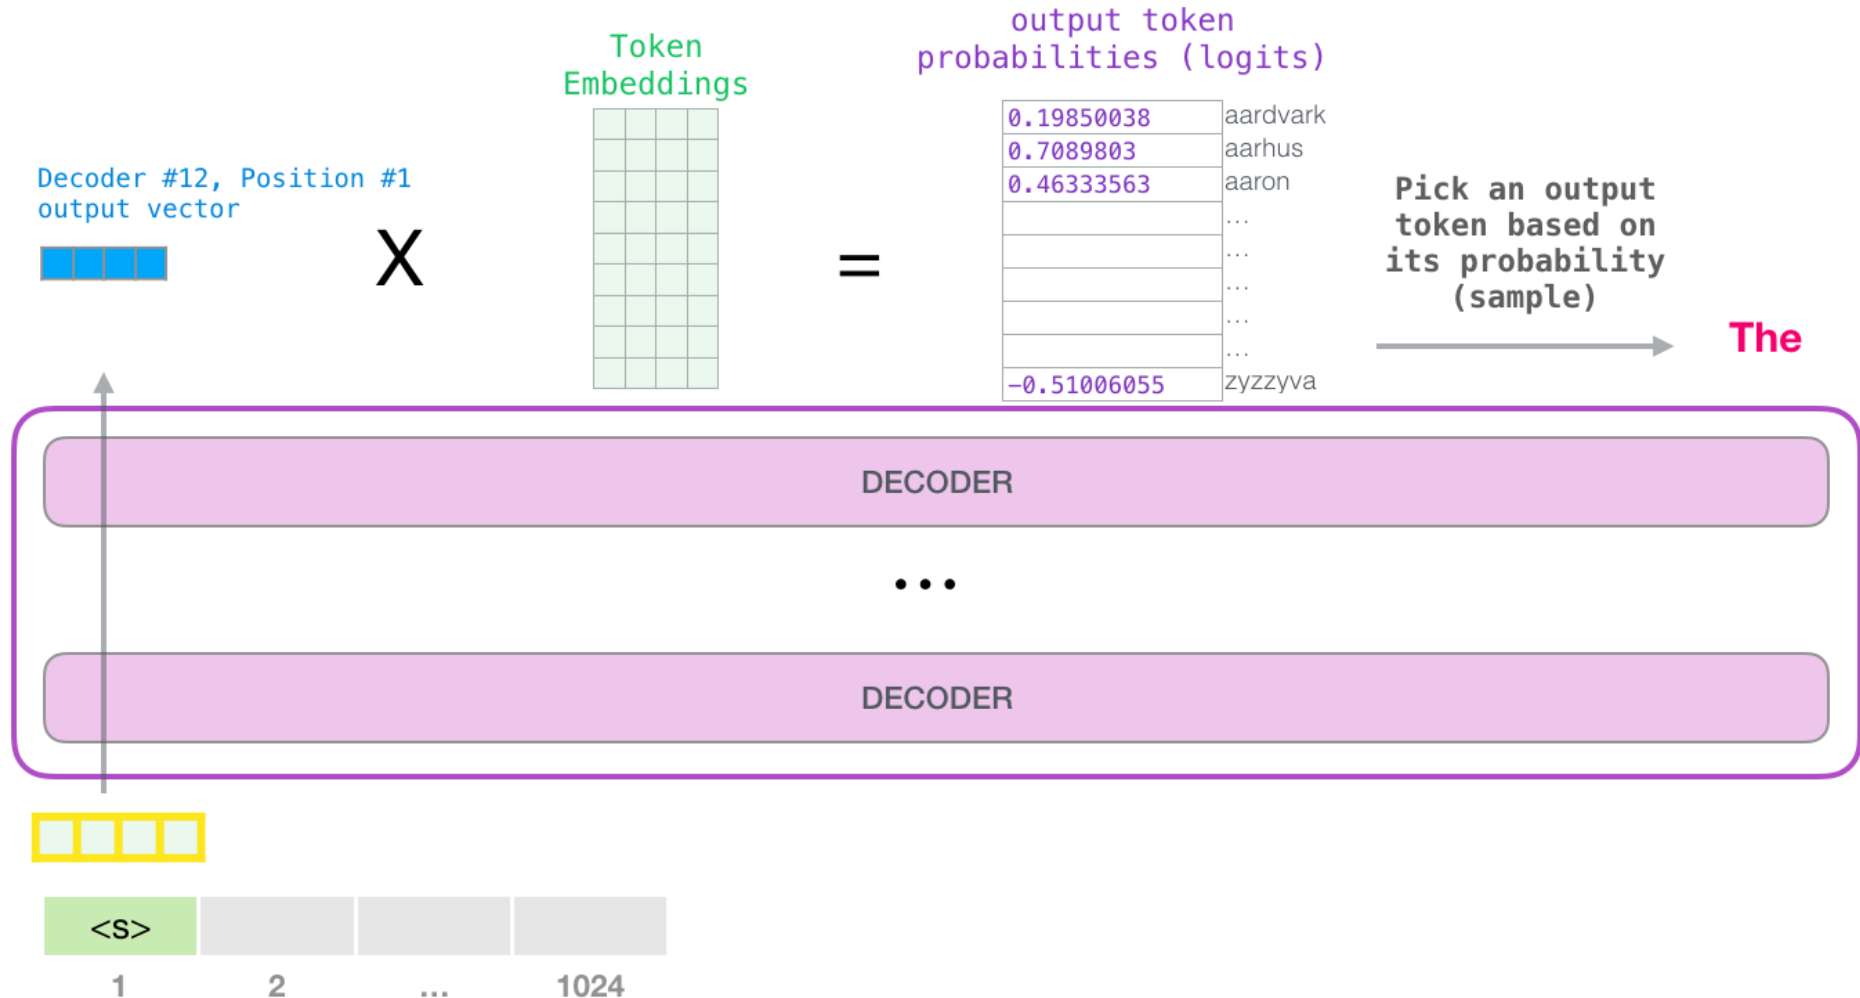 output token
probabilities (logits)
Token
Embeddings
Decoder #12, Position #1
output vector
X
=
0.19850038 aardvark
0.7089803 aarhus
0.46333563 aaron
...
...
...
...
...
-0.51006055 zyzzyva
Pick an output
token based on
its probability
(sample)
The
DECODER
...
DECODER
<s>
1 2 ... 1024